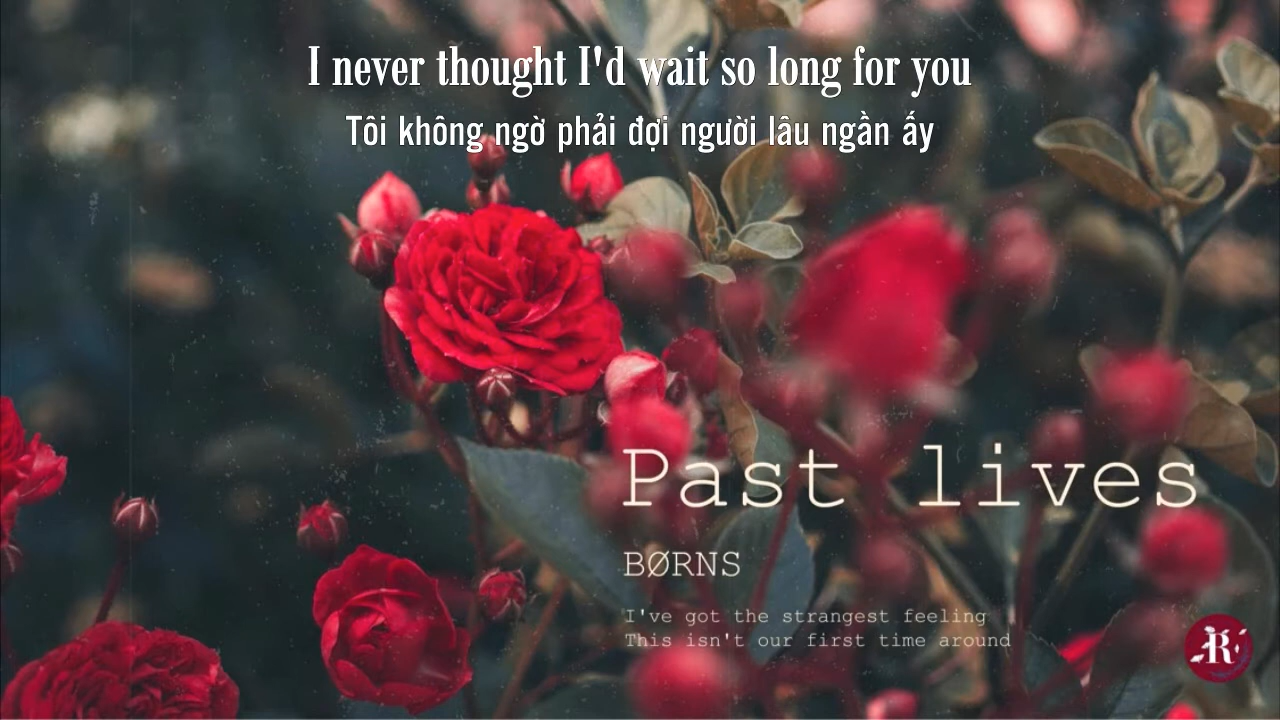 I never thought I'd wait so long for you
Tôi không ngờ phải đợi người lâu ngần ấy
Past lives
BØRNS
I've got the strangest feeling
This isn't our first time around
R